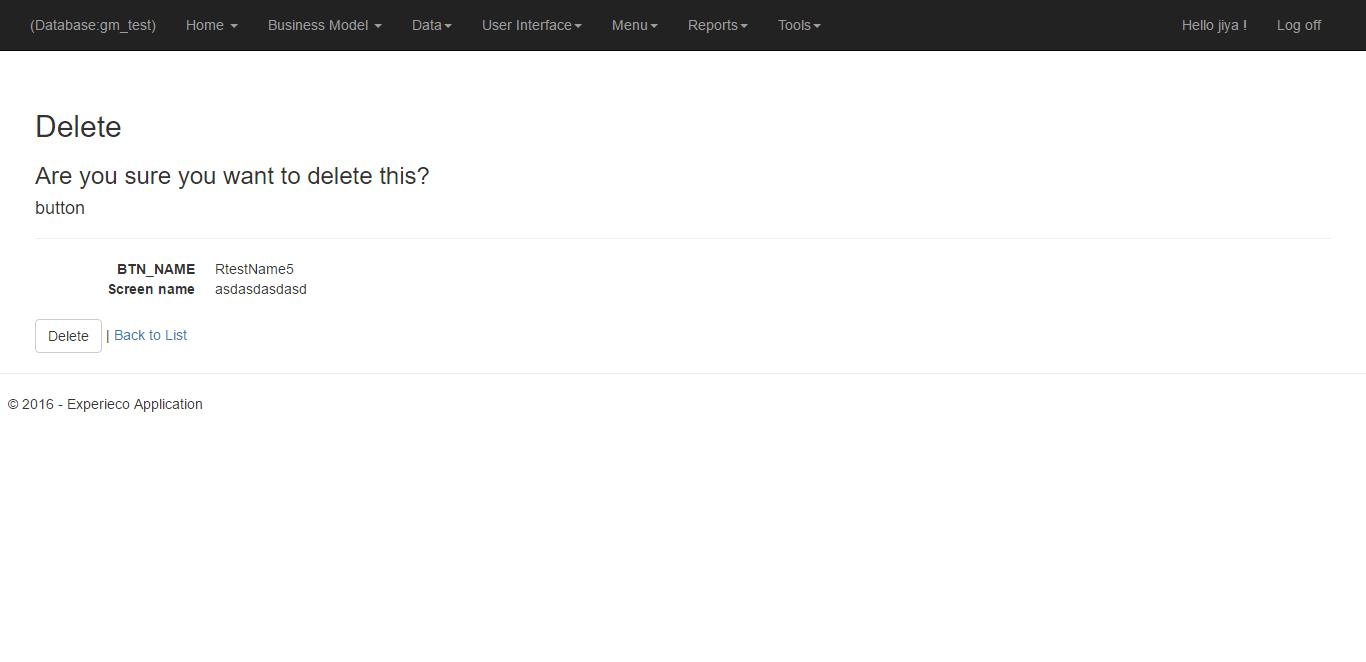 (Database:gm_test) Home Business Model Data User Interface Menu Reports Tools Hello jiya ! Log off
Delete
Are you sure you want to delete this?
button
BTN_NAME RtestName5
Screen name asdasdasdasd
Delete | Back to List
© 2016 - Experieco Application